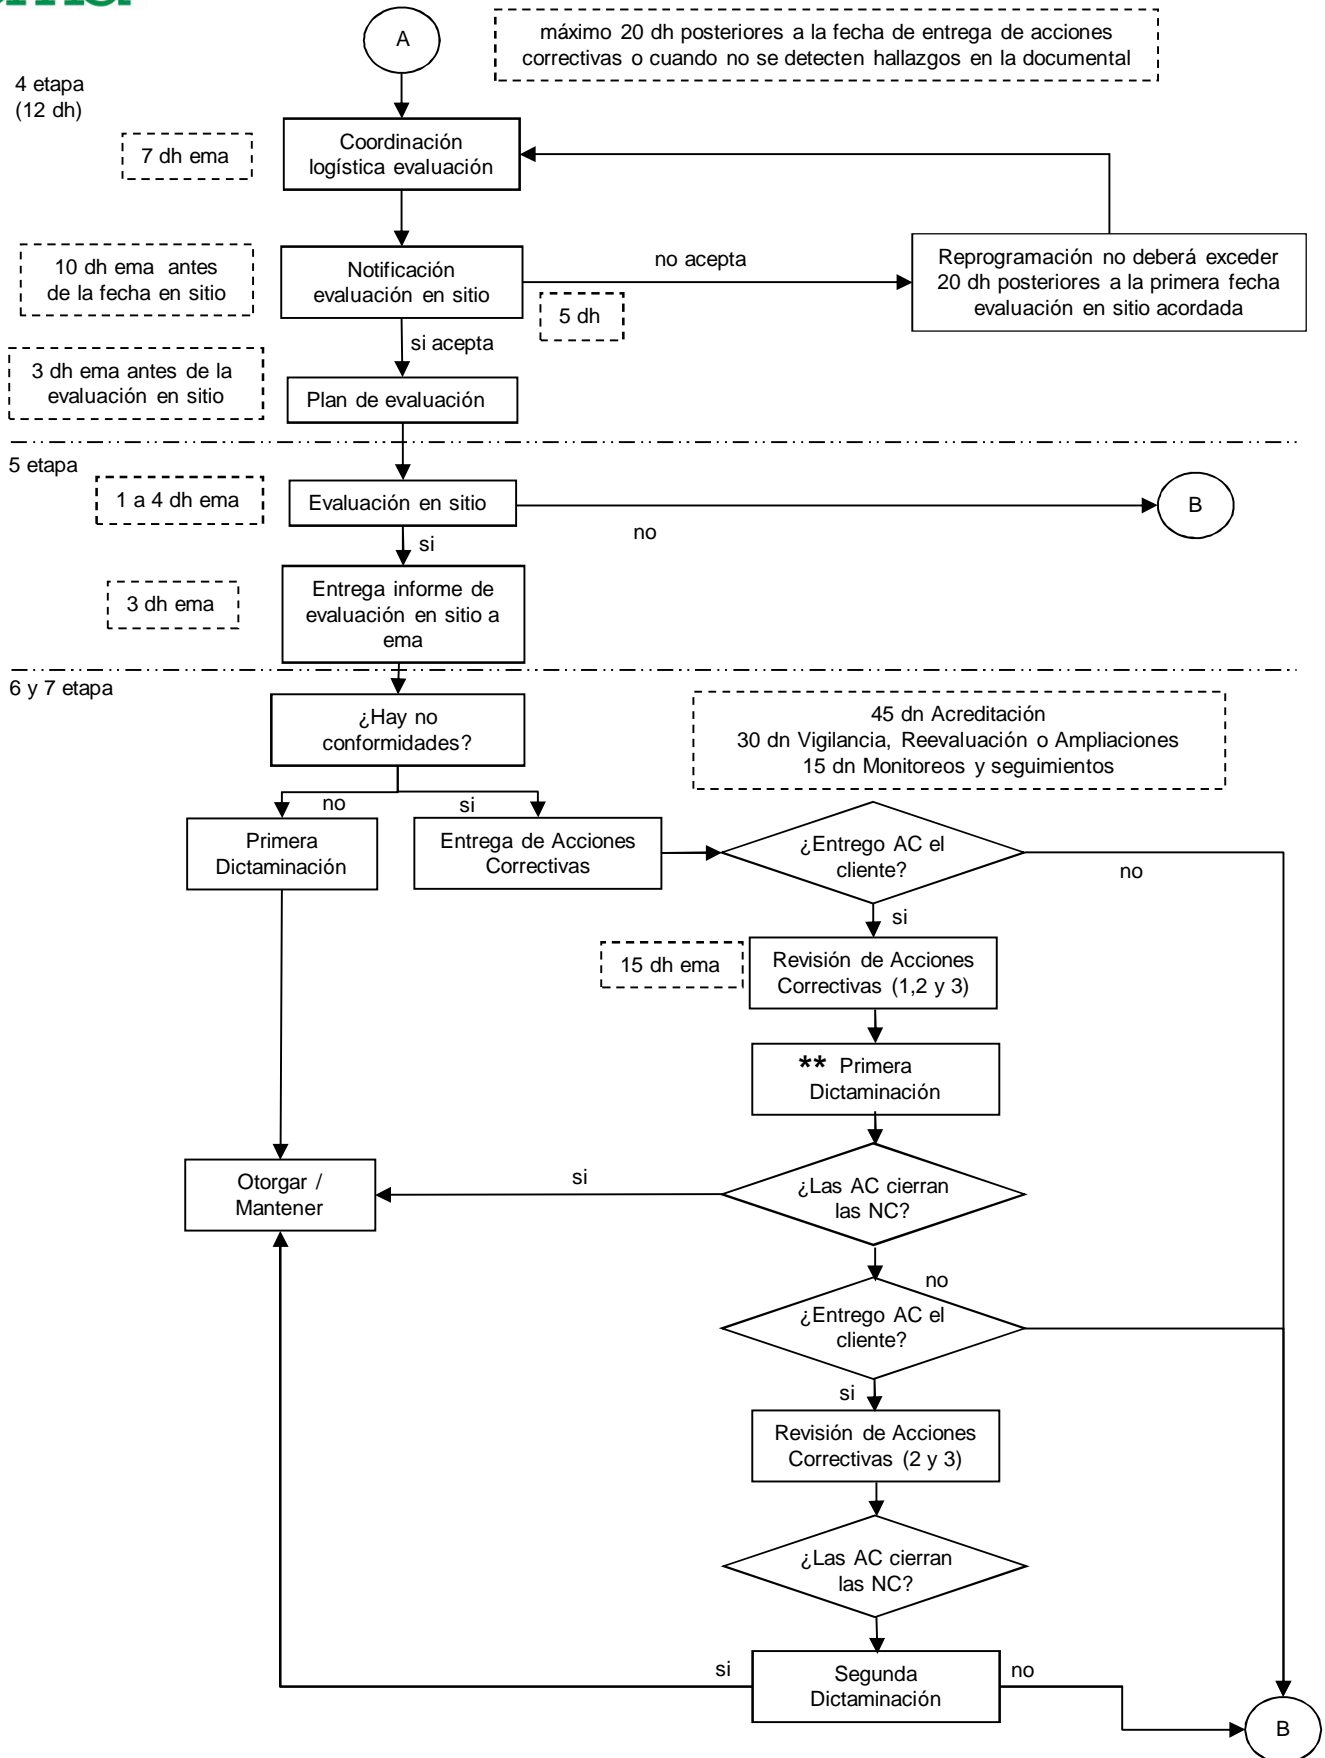 A
máximo 20 dh posteriores a la fecha de entrega de acciones
correctivas o cuando no se detecten hallazgos en la documental
4 etapa
(12 dh)
7 dh ema
Coordinación
logística evaluación
10 dh ema antes
de la fecha en sitio
Notificación
evaluación en sitio
no acepta
5 dh
Reprogramación no deberá exceder
20 dh posteriores a la primera fecha
evaluación en sitio acordada
si acepta
3 dh ema antes de la
evaluación en sitio
Plan de evaluación
5 etapa
1 a 4 dh ema
Evaluación en sitio
no
B
si
3 dh ema
Entrega informe de
evaluación en sitio a
ema
6 y 7 etapa
¿Hay no
conformidades?
45 dn Acreditación
30 dn Vigilancia, Reevaluación o Ampliaciones
15 dn Monitoreos y seguimientos
no
si
Primera
Dictaminación
Entrega de Acciones
Correctivas
¿Entrego AC el
cliente?
no
si
15 dh ema
Revisión de Acciones
Correctivas (1,2 y 3)
** Primera
Dictaminación
Otorgar /
Mantener
si
¿Las AC cierran
las NC?
no
¿Entrego AC el
cliente?
si
Revisión de Acciones
Correctivas (2 y 3)
¿Las AC cierran
las NC?
si
Segunda
Dictaminación
no
B